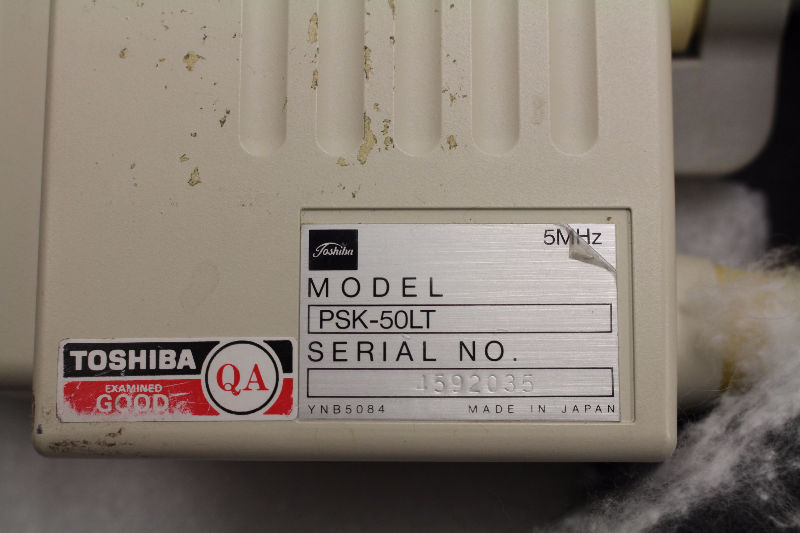 Toshiba
5MHz
MODEL
PSK-50LT
SERIAL NO.
1592035
YNB5084 MADE IN JAPAN
TOSHIBA
EXAMINED
GOOD
QA